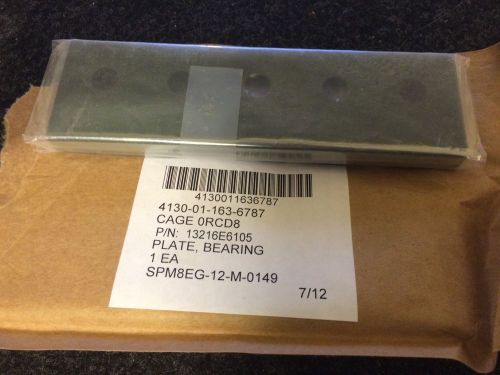 4130011636787
4130-01-163-6787
CAGE 0RCD8
P/N: 13216E6105
PLATE, BEARING
1 EA
SPM8EG-12-M-0149
7/12